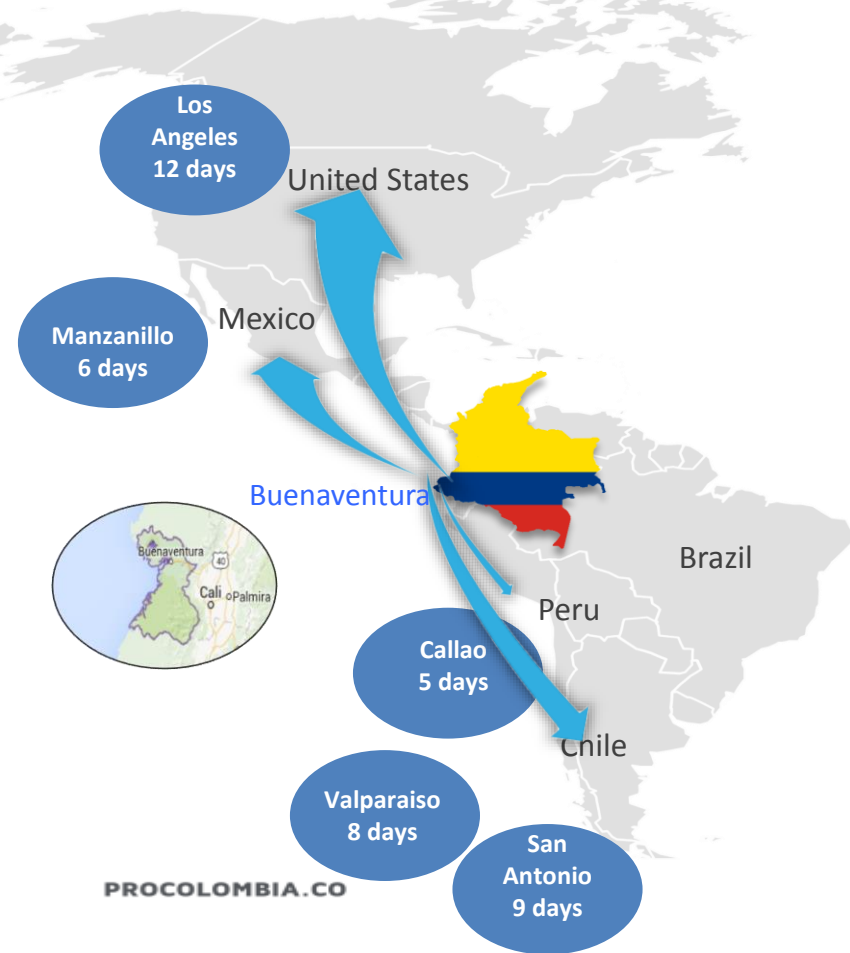 Los
Angeles
12 days
United States
Manzanillo
6 days
Mexico
Buenaventura
Buenaventura
40
Cali
Palmira
Brazil
Peru
Callao
5 days
Chile
Valparaiso
8 days
San
Antonio
9 days
PROCOLOMBIA.CO